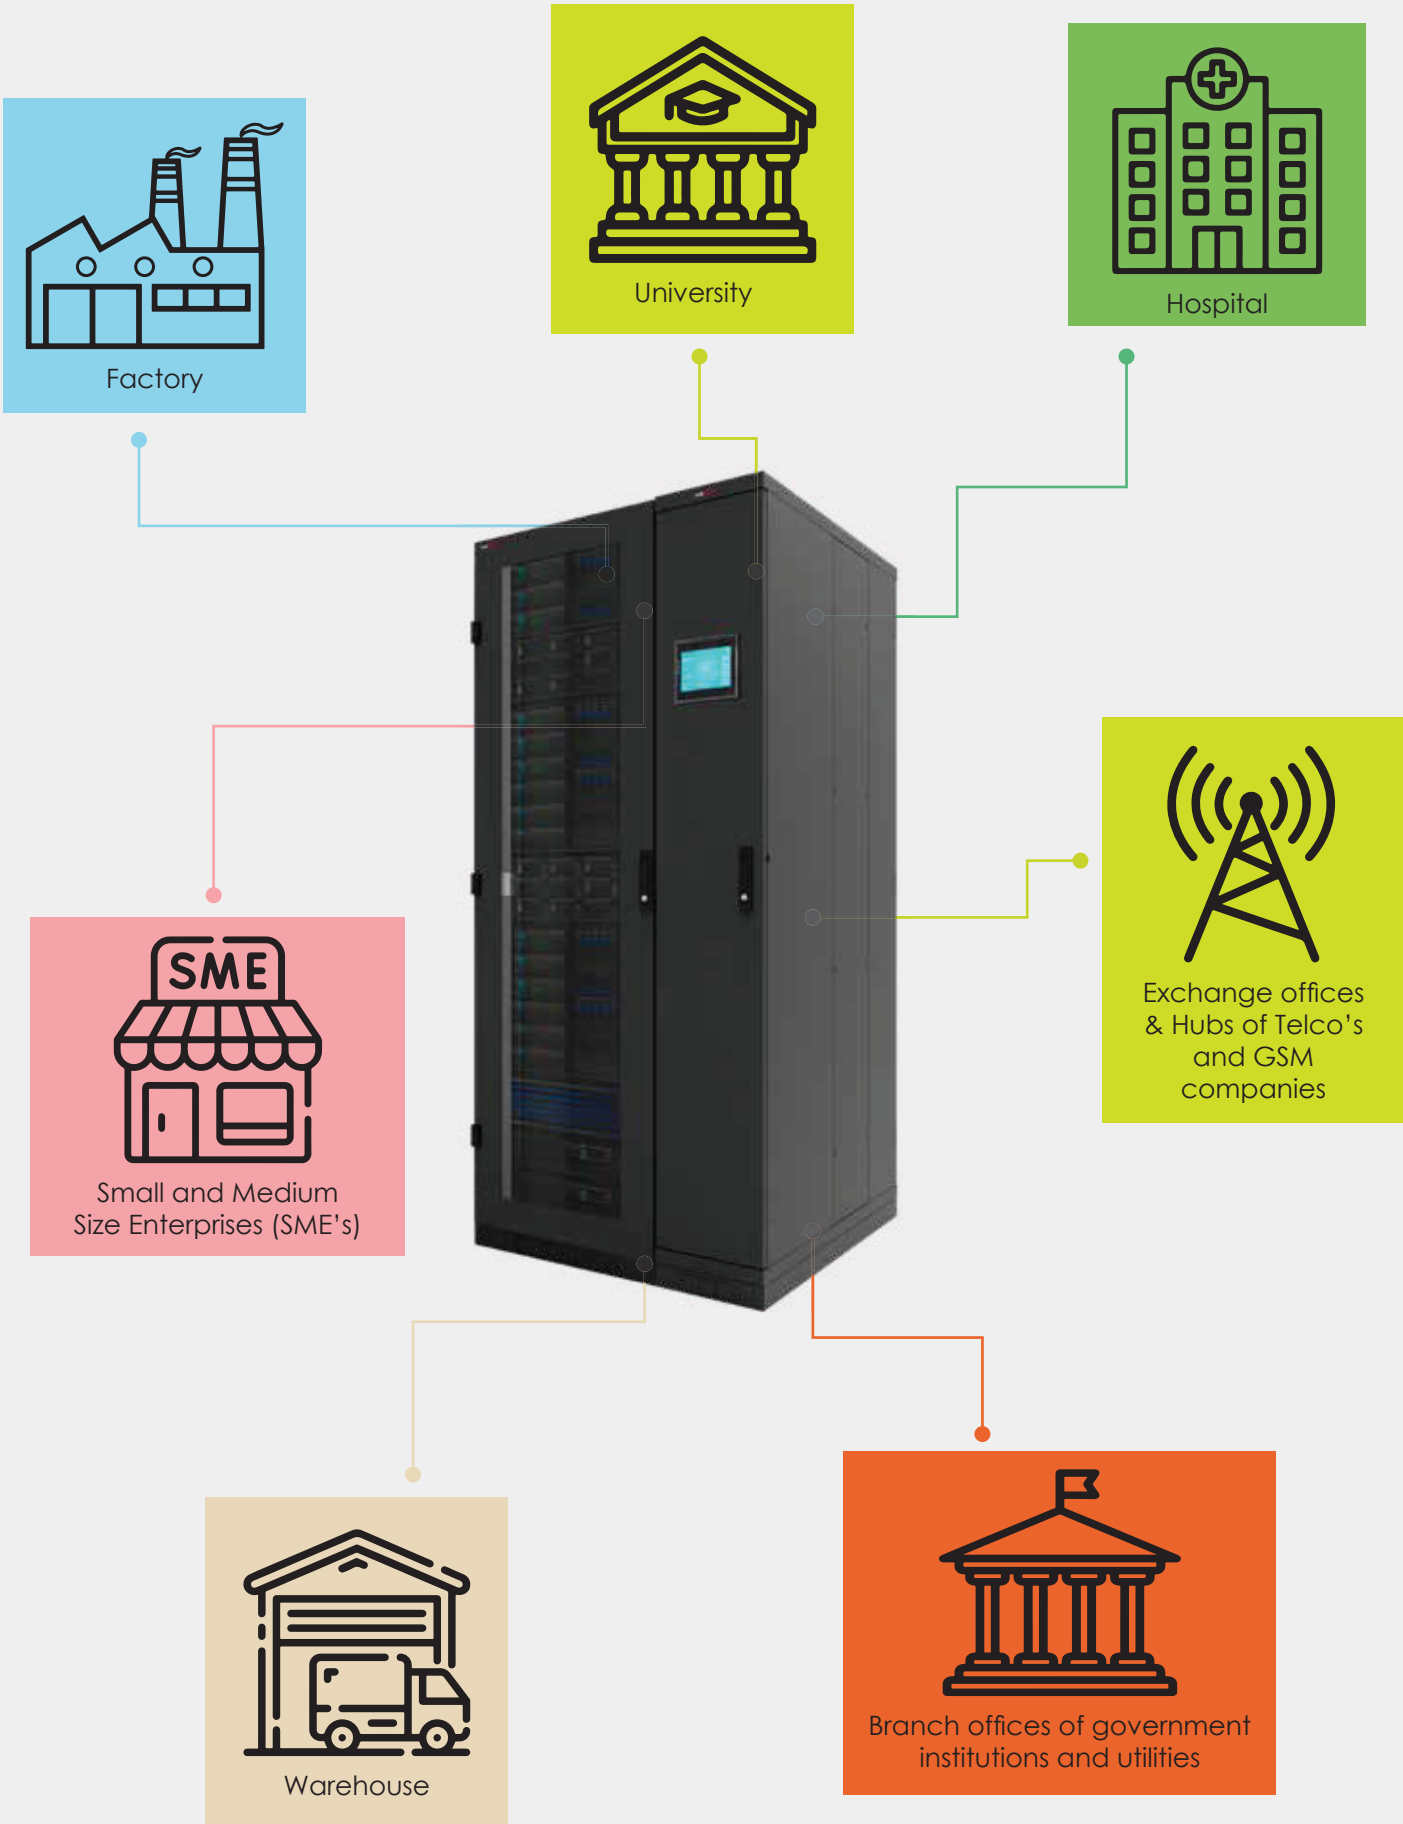 University
Hospital
Factory
Exchange offices
& Hubs of Telco's
and GSM
companies
SME
Small and Medium
Size Enterprises (SME's)
Branch offices of government
institutions and utilities
Warehouse